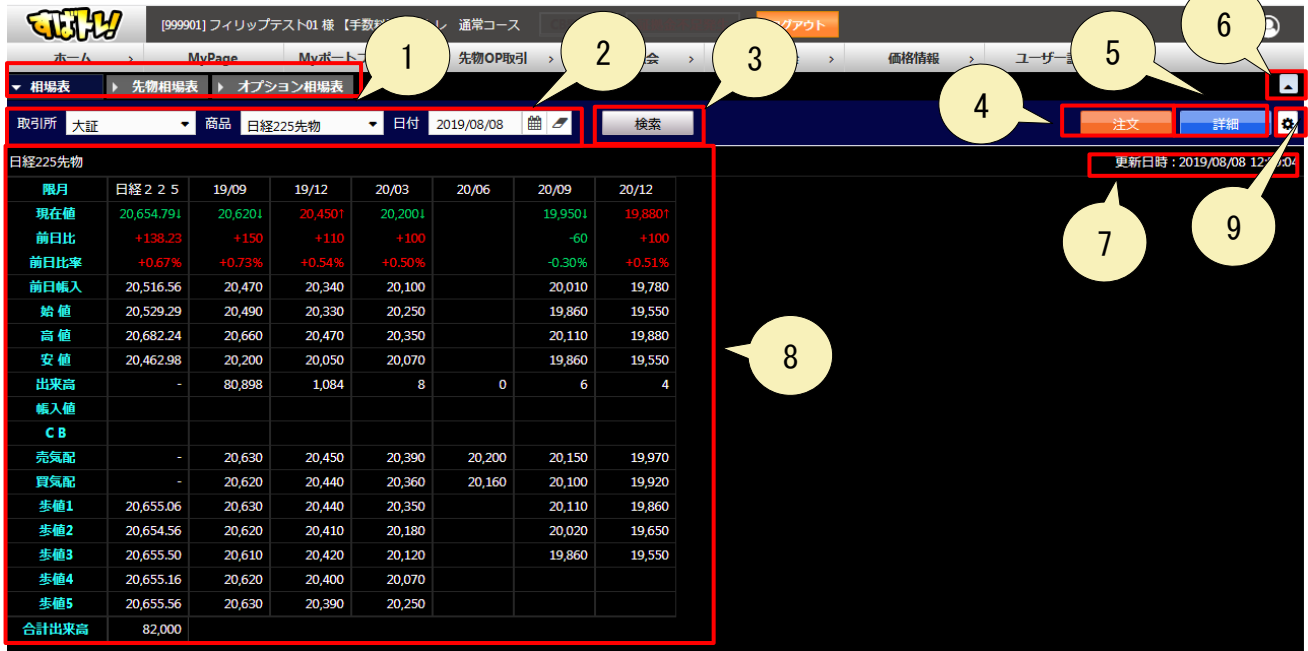 すばトレ!
[999901] フィリップテスト01 様 【手数料 レ 通常コース
グアウト
6
ホーム > MyPage Myポート 先物OP取引 > 会 > > 価格情報 > ユーザー
1
2
3
5
▼ 相場表 ▶ 先物相場表 ▶ オプション相場表
4
取引所 大証 商品 日経225先物 日付 2019/08/08 検索 注文 詳細
日経225先物 更新日時 : 2019/08/08 12: :04
限月 日経２２５ 19/09 19/12 20/03 20/06 20/09 20/12
現在値 20,654.79↓ 20,620↓ 20,450↑ 20,200↓ 19,950↓ 19,880↑
前日比 +138.23 +150 +110 +100 -60 +100
7
9
前日比率 +0.67% +0.73% +0.54% +0.50% -0.30% +0.51%
前日帳入 20,516.56 20,470 20,340 20,100 20,010 19,780
始 値 20,529.29 20,490 20,330 20,250 19,860 19,550
高 値 20,682.24 20,660 20,470 20,350 20,110 19,880
安 値 20,462.98 20,200 20,050 20,070 19,860 19,550
8
出来高 - 80,898 1,084 8 0 6 4
帳入値
C B
売気配 - 20,630 20,450 20,390 20,200 20,150 19,970
買気配 - 20,620 20,440 20,360 20,160 20,100 19,920
歩値1 20,655.06 20,630 20,440 20,350 20,110 19,860
歩値2 20,654.56 20,620 20,410 20,180 20,020 19,650
歩値3 20,655.50 20,610 20,420 20,120 19,860 19,550
歩値4 20,655.16 20,620 20,400 20,070
歩値5 20,655.56 20,630 20,390 20,250
合計出来高 82,000